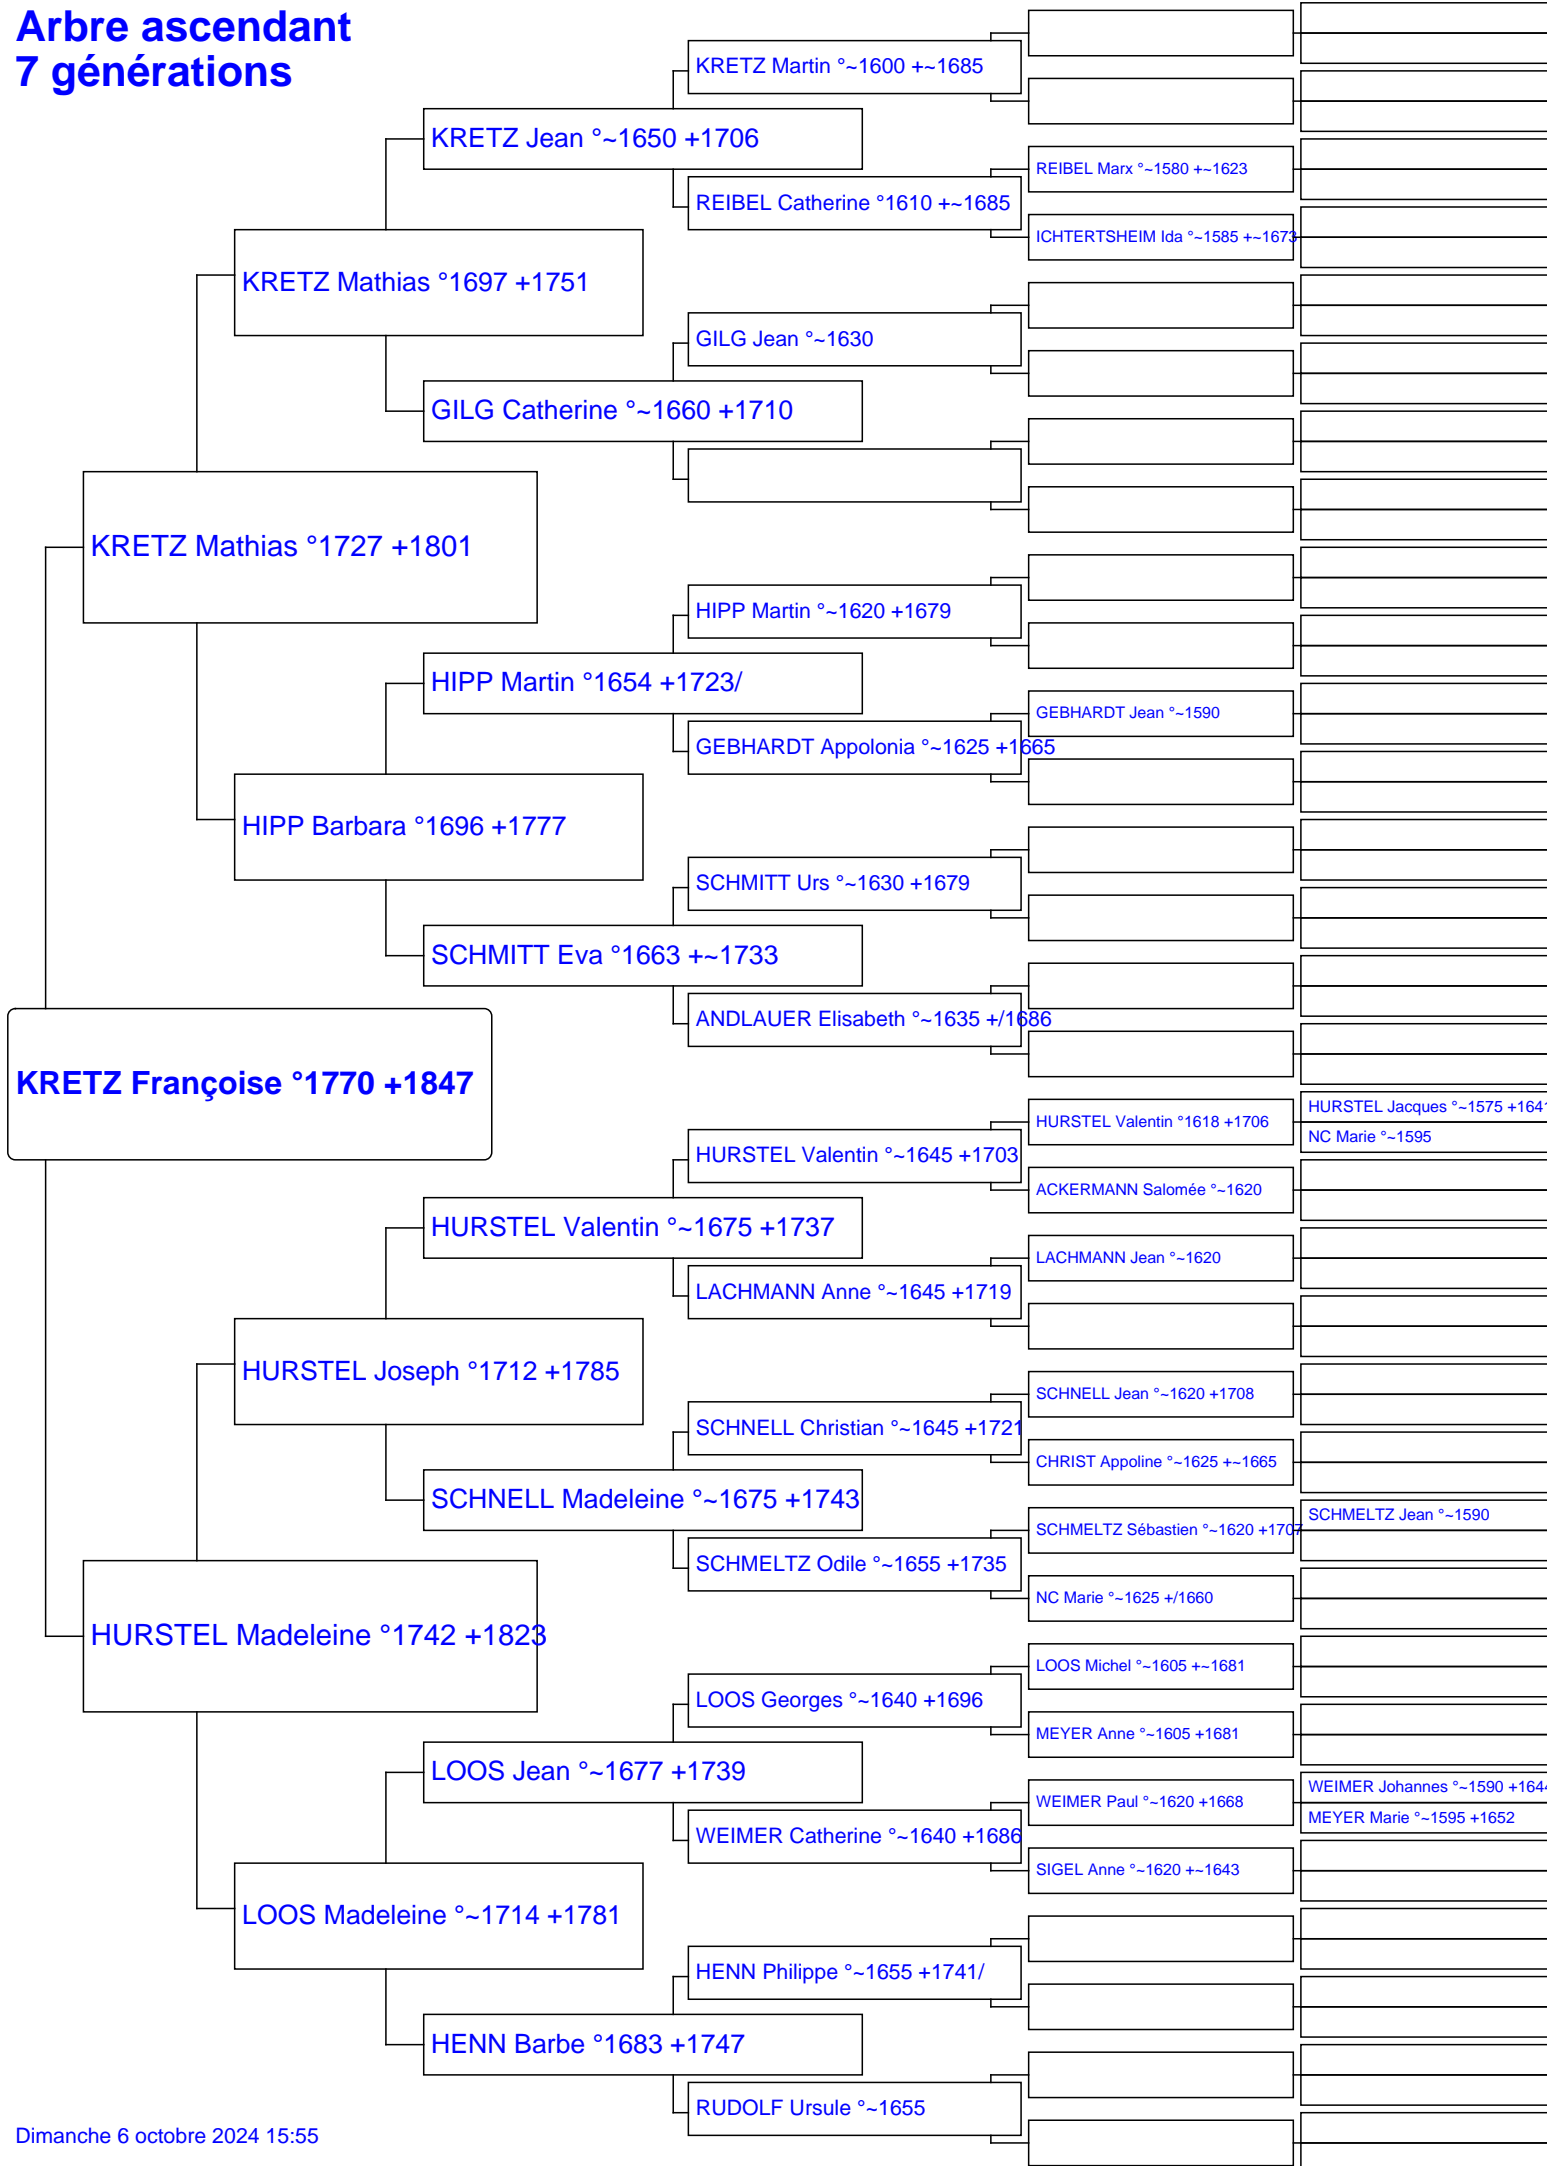 Arbre ascendant
7 générations
KRETZ Françoise °1770 +1847
KRETZ Mathias °1727 +1801
HURSTEL Madeleine °1742 +1823
KRETZ Mathias °1697 +1751
HIPP Barbara °1696 +1777
HURSTEL Joseph °1712 +1785
LOOS Madeleine °~1714 +1781
KRETZ Jean °~1650 +1706
GILG Catherine °~1660 +1710
HIPP Martin °1654 +1723/
SCHMITT Eva °1663 +~1733
HURSTEL Valentin °~1675 +1737
SCHNELL Madeleine °~1675 +1743
LOOS Jean °~1677 +1739
HENN Barbe °1683 +1747
KRETZ Martin °~1600 +~1685
REIBEL Catherine °1610 +~1685
GILG Jean °~1630
HIPP Martin °~1620 +1679
GEBHARDT Appolonia °~1625 +1665
SCHMITT Urs °~1630 +1679
ANDLAUER Elisabeth °~1635 +/1686
HURSTEL Valentin °~1645 +1703
LACHMANN Anne °~1645 +1719
SCHNELL Christian °~1645 +1721
SCHMELTZ Odile °~1655 +1735
LOOS Georges °~1640 +1696
WEIMER Catherine °~1640 +1686
HENN Philippe °~1655 +1741/
RUDOLF Ursule °~1655
REIBEL Marx °~1580 +~1623
ICHTERTSHEIM Ida °~1585 +~1673
GEBHARDT Jean °~1590
HURSTEL Valentin °1618 +1706
ACKERMANN Salomée °~1620
LACHMANN Jean °~1620
SCHNELL Jean °~1620 +1708
CHRIST Appoline °~1625 +~1665
SCHMELTZ Sébastien °~1620 +1707
NC Marie °~1625 +/1660
LOOS Michel °~1605 +~1681
MEYER Anne °~1605 +1681
WEIMER Paul °~1620 +1668
SIGEL Anne °~1620 +~1643
HURSTEL Jacques °~1575 +1641
NC Marie °~1595
SCHMELTZ Jean °~1590
WEIMER Johannes °~1590 +1644
MEYER Marie °~1595 +1652
Dimanche 6 octobre 2024 15:55